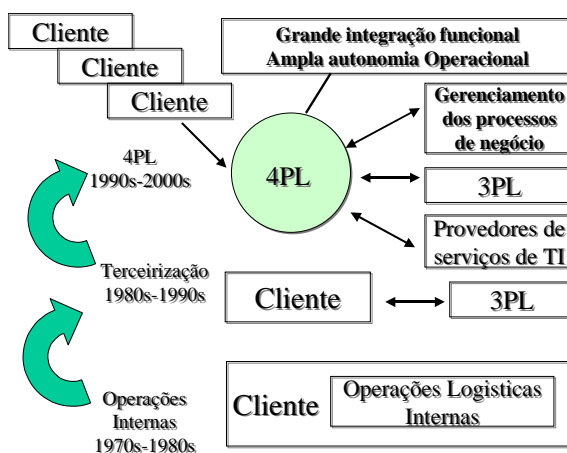 Cliente
Cliente
Cliente
Grande integração funcional
Ampla autonomia Operacional
Gerenciamento
dos processos
de negócio
4PL
1990s-2000s
4PL
3PL
Provedores de
serviços de TI
Terceirização
1980s-1990s
Cliente
3PL
Operações
Internas
1970s-1980s
Cliente
Operações Logisticas
Internas